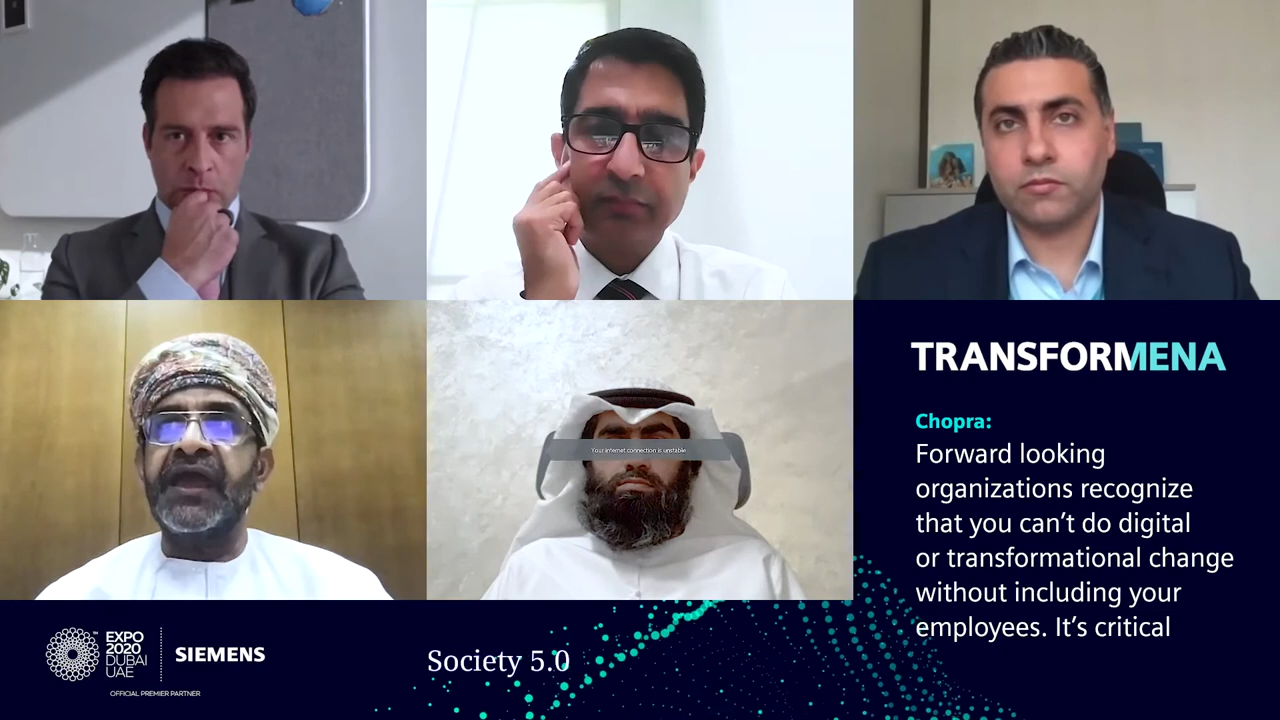 Your internet connection is unstable
TRANSFORMENA
Chopra:
Forward looking
organizations recognize
that you can’t do digital
or transformational change
without including your
employees. It’s critical
EXPO
2020
DUBAI
UAE
SIEMENS
OFFICIAL PREMIER PARTNER
Society 5.0